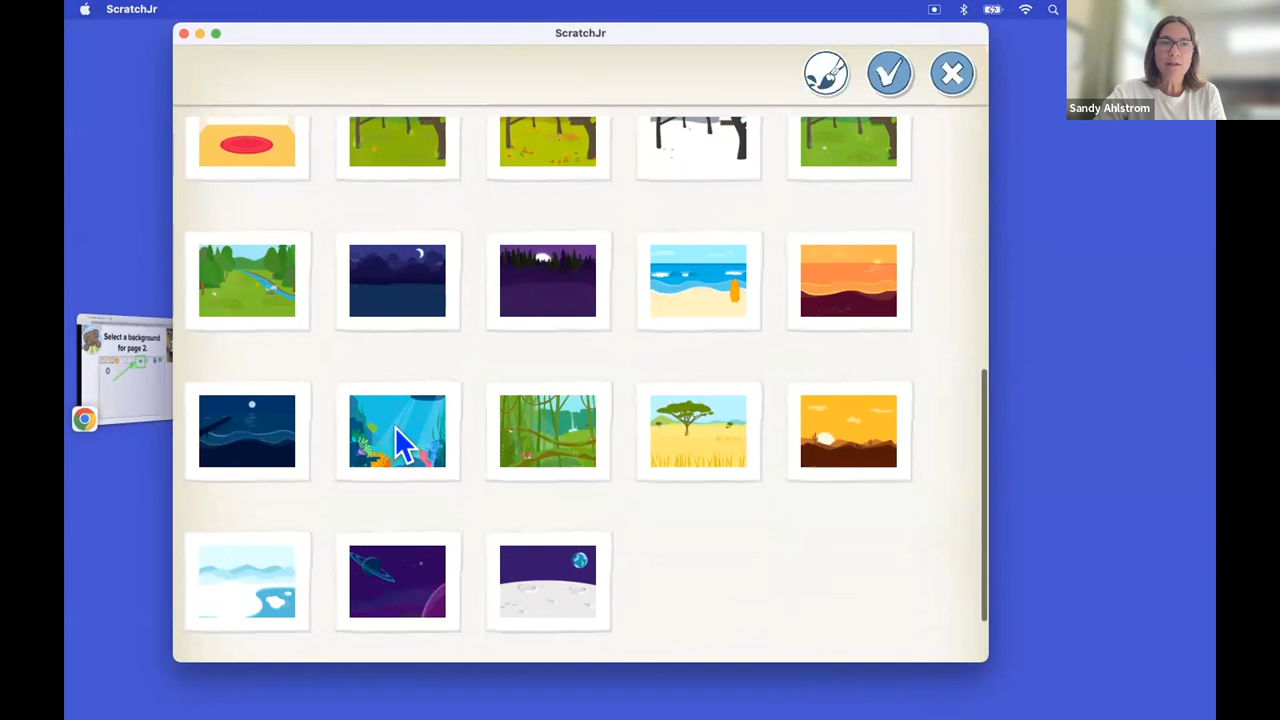 ScratchJr
ScratchJr
Sandy Ahlstrom
Select a background
for page 2.